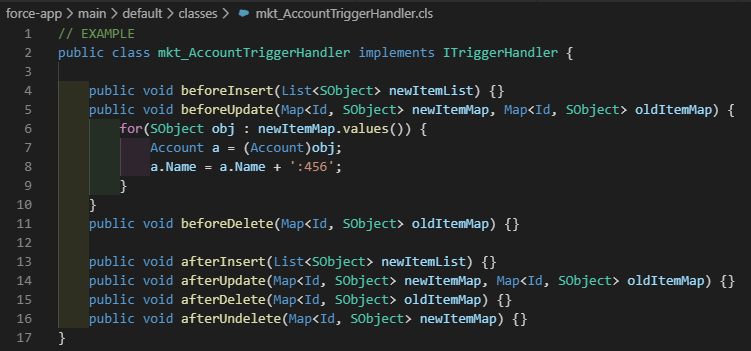 force-app > main > default > classes > mkt_AccountTriggerHandler.cls
1 // EXAMPLE
2 public class mkt_AccountTriggerHandler implements ITriggerHandler {
3
4 public void beforeInsert(List<SObject> newItemList) {}
5 public void beforeUpdate(Map<Id, SObject> newItemMap, Map<Id, SObject> oldItemMap) {
6 for(SObject obj : newItemMap.values()) {
7 Account a = (Account)obj;
8 a.Name = a.Name + ':456';
9 }
10 }
11 public void beforeDelete(Map<Id, SObject> oldItemMap) {}
12
13 public void afterInsert(List<SObject> newItemList) {}
14 public void afterUpdate(Map<Id, SObject> newItemMap, Map<Id, SObject> oldItemMap) {}
15 public void afterDelete(Map<Id, SObject> oldItemMap) {}
16 public void afterUndelete(Map<Id, SObject> newItemMap) {}
17 }